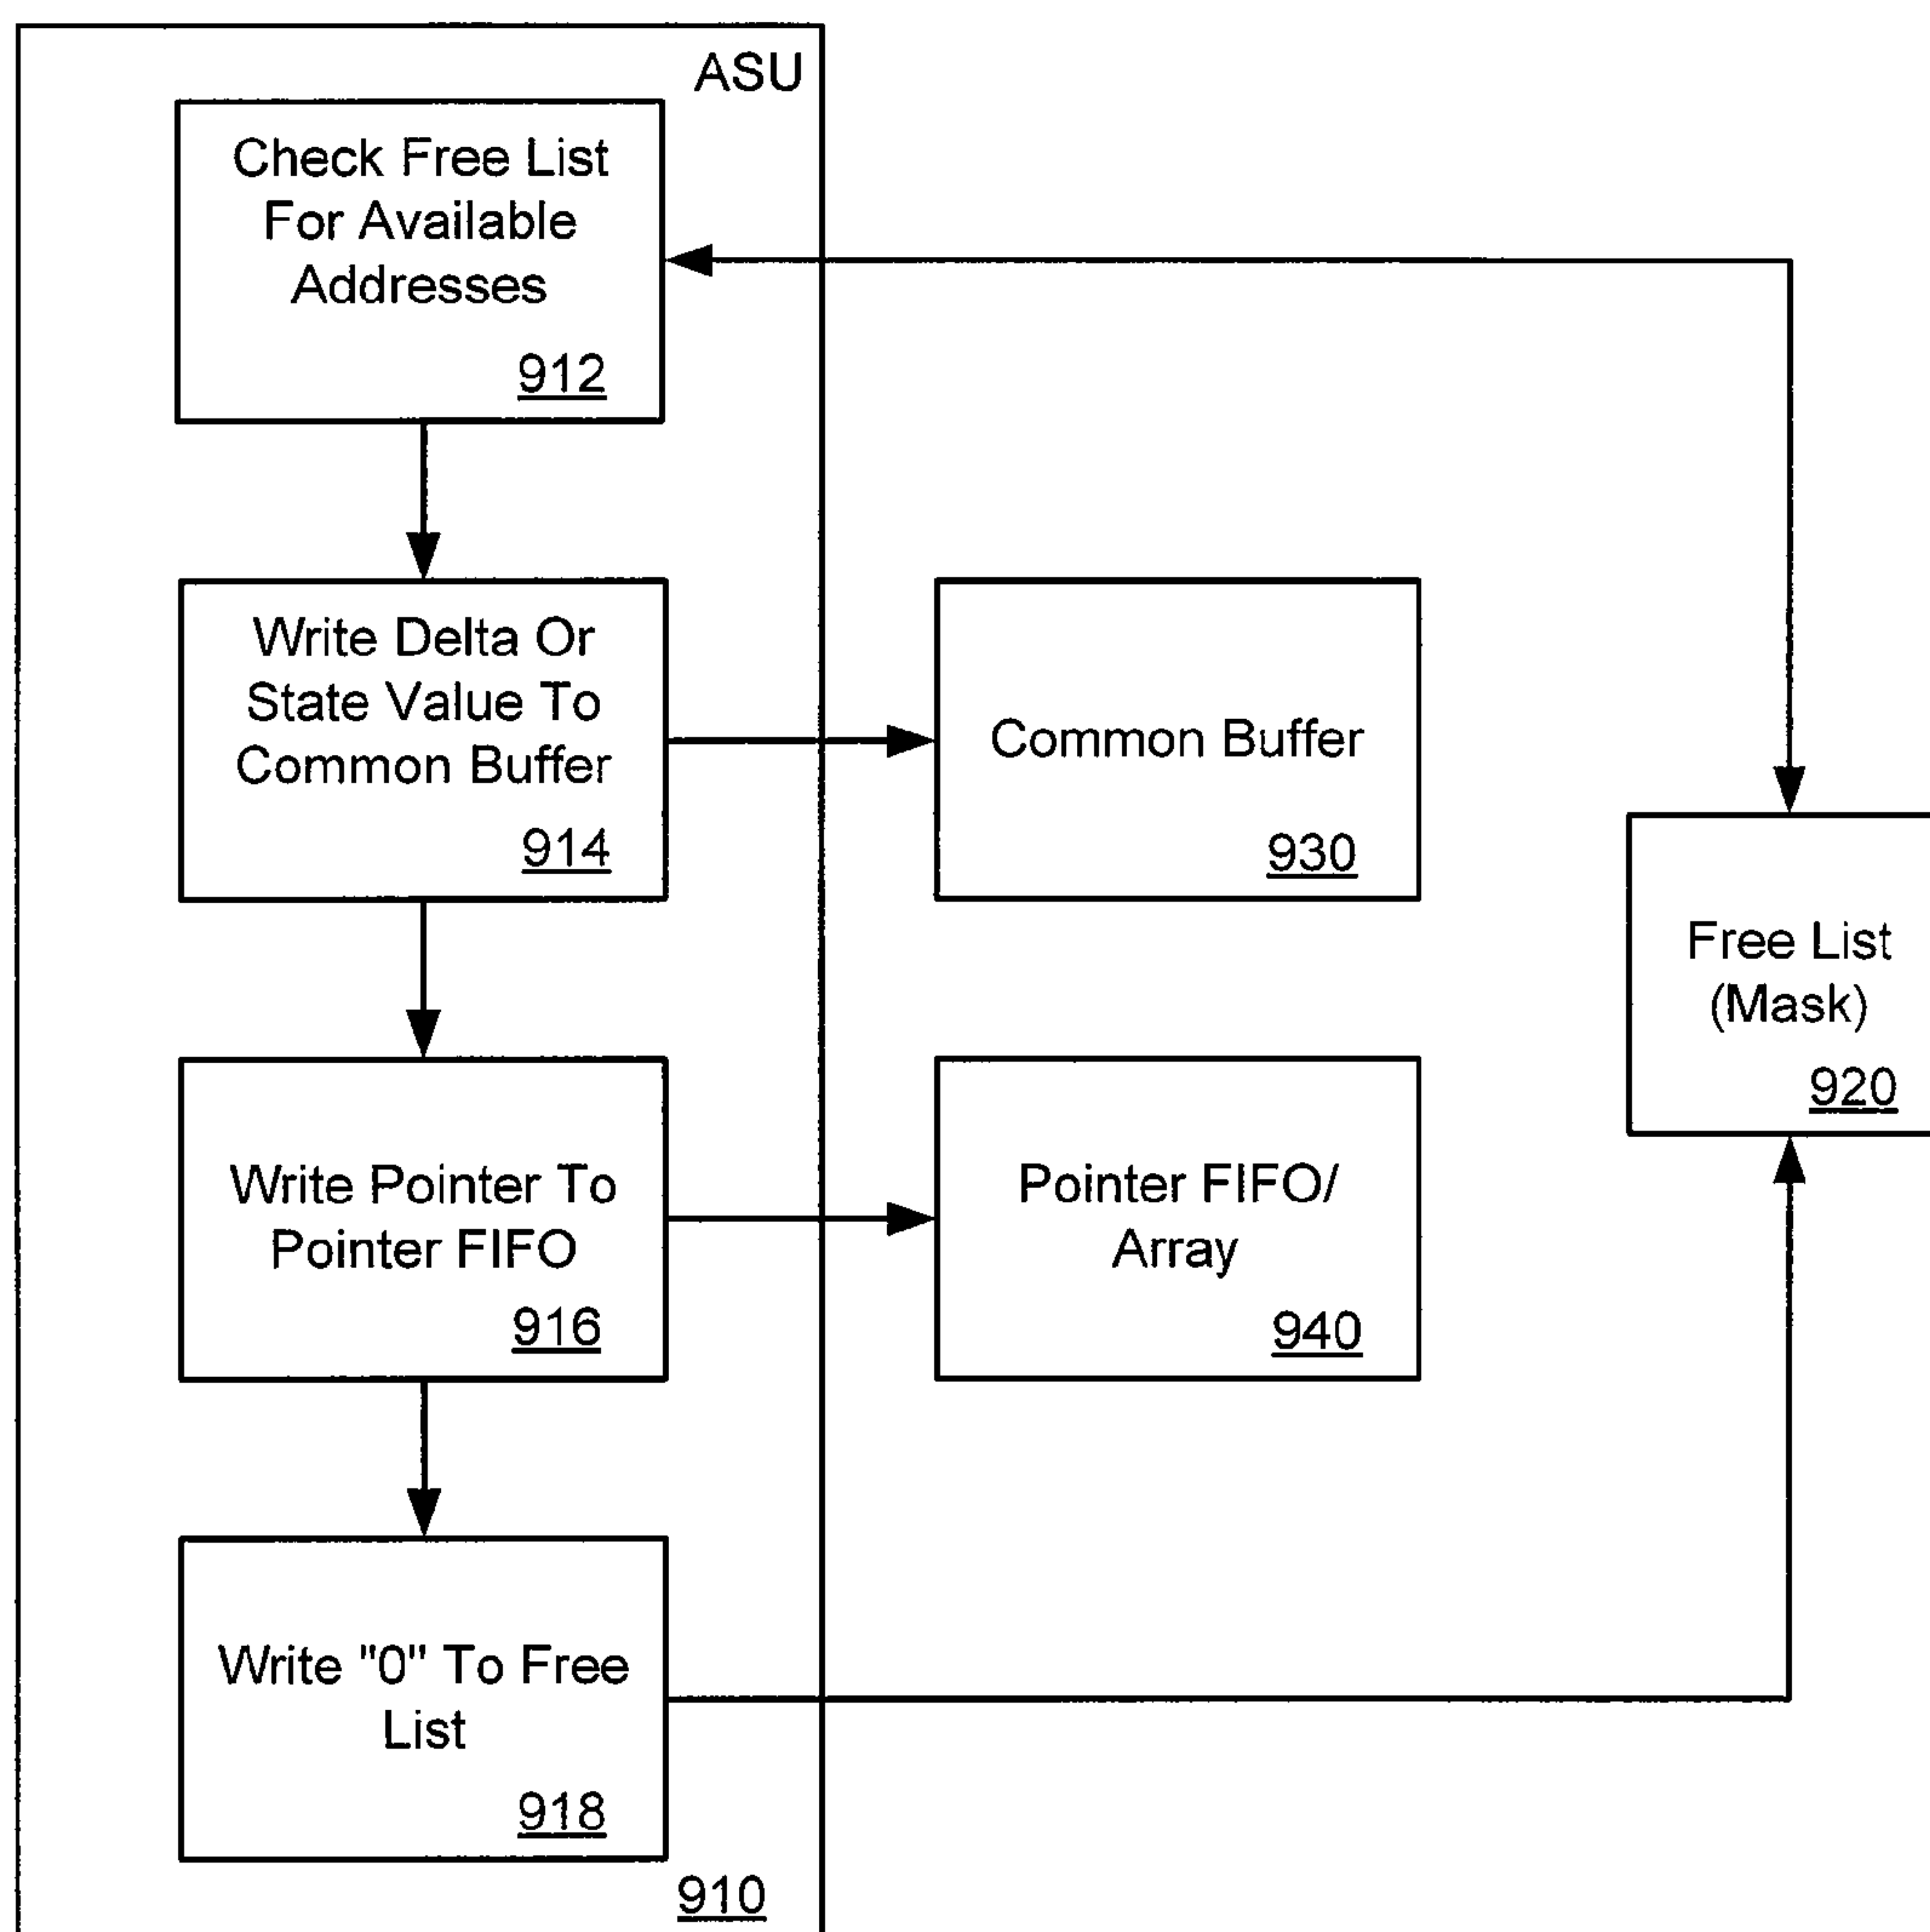 ASU
Check Free List
For Available
Addresses
912
Write Delta Or
State Value To
Common Buffer
914
Common Buffer
930
Free List
(Mask)
920
Write Pointer To
Pointer FIFO
916
Pointer FIFO/
Array
940
Write "0" To Free
List
918
910